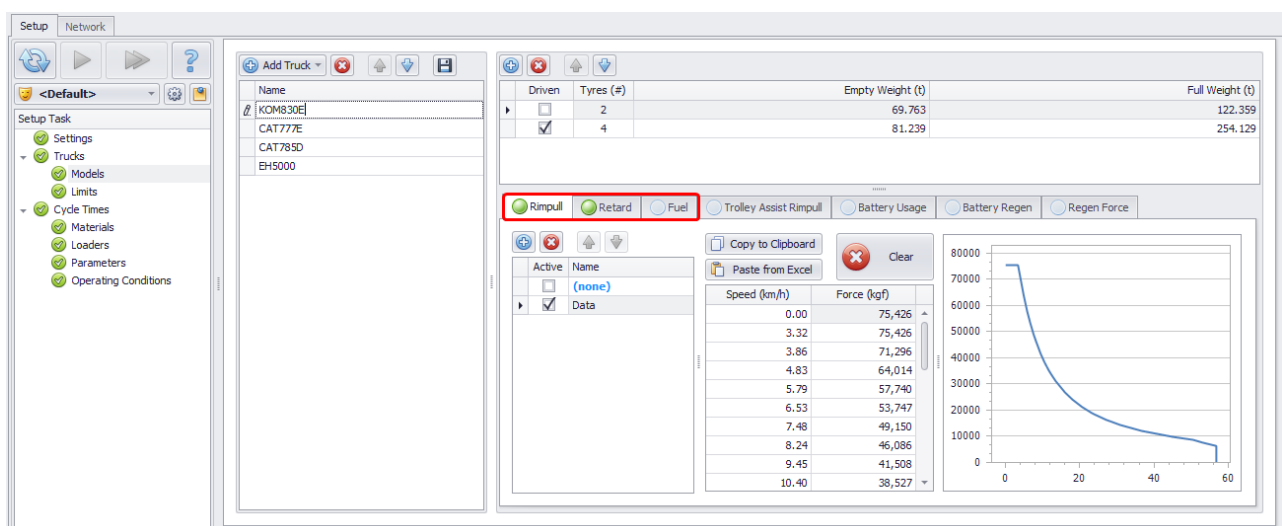 Setup Network
<Default>
Setup Task
Settings
Trucks
Models
Limits
Cycle Times
Materials
Loaders
Parameters
Operating Conditions
Add Truck
Name
KOM830E
CAT777E
CAT785D
EH5000
Driven Tyres (#) Empty Weight (t) Full Weight (t)
2 69.763 122.359
4 81.239 254.129
Rimpull Retard Fuel Trolley Assist Rimpull Battery Usage Battery Regen Regen Force
Active Name
(none)
Data
Copy to Clipboard
Paste from Excel
Clear
Speed (km/h) Force (kgf)
0.00 75,426
3.32 75,426
3.86 71,296
4.83 64,014
5.79 57,740
6.53 53,747
7.48 49,150
8.24 46,086
9.45 41,508
10.40 38,527
80000
70000
60000
50000
40000
30000
20000
10000
0
0 20 40 60